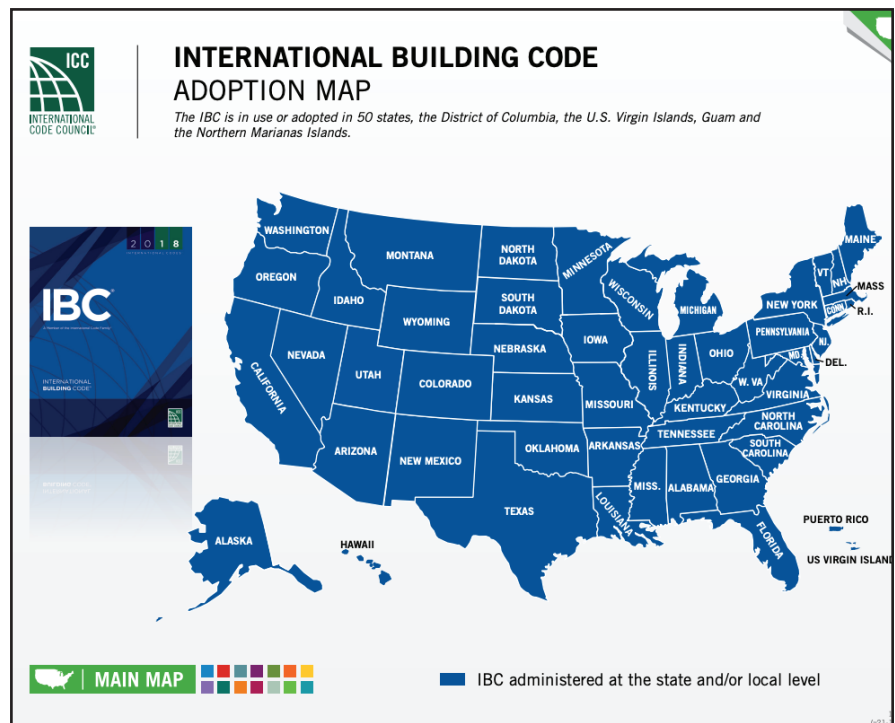 ICC
INTERNATIONAL
CODE COUNCIL®
INTERNATIONAL BUILDING CODE
ADOPTION MAP
The IBC is in use or adopted in 50 states, the District of Columbia, the U.S. Virgin Islands, Guam and
the Northern Marianas Islands.
2018
INTERNATIONAL CODES
IBC®
INTERNATIONAL
BUILDING CODE®
WASHINGTON
OREGON
CALIFORNIA
IDAHO
NEVADA
MONTANA
WYOMING
UTAH
ARIZONA
COLORADO
NEW MEXICO
NORTH
DAKOTA
SOUTH
DAKOTA
NEBRASKA
KANSAS
OKLAHOMA
TEXAS
MINNESOTA
IOWA
MISSOURI
ARKANSAS
LOUISIANA
WISCONSIN
ILLINOIS
MICHIGAN
INDIANA
OHIO
KENTUCKY
TENNESSEE
MISS.
ALABAMA
GEORGIA
FLORIDA
SOUTH
CAROLINA
NORTH
CAROLINA
VIRGINIA
W. VA
MD.
DEL.
PENNSYLVANIA
NJ.
NEW YORK
CONN
R.I.
MASS
VT
NH
MAINE
ALASKA
HAWAII
PUERTO RICO
US VIRGIN ISLAND
MAIN MAP
IBC administered at the state and/or local level